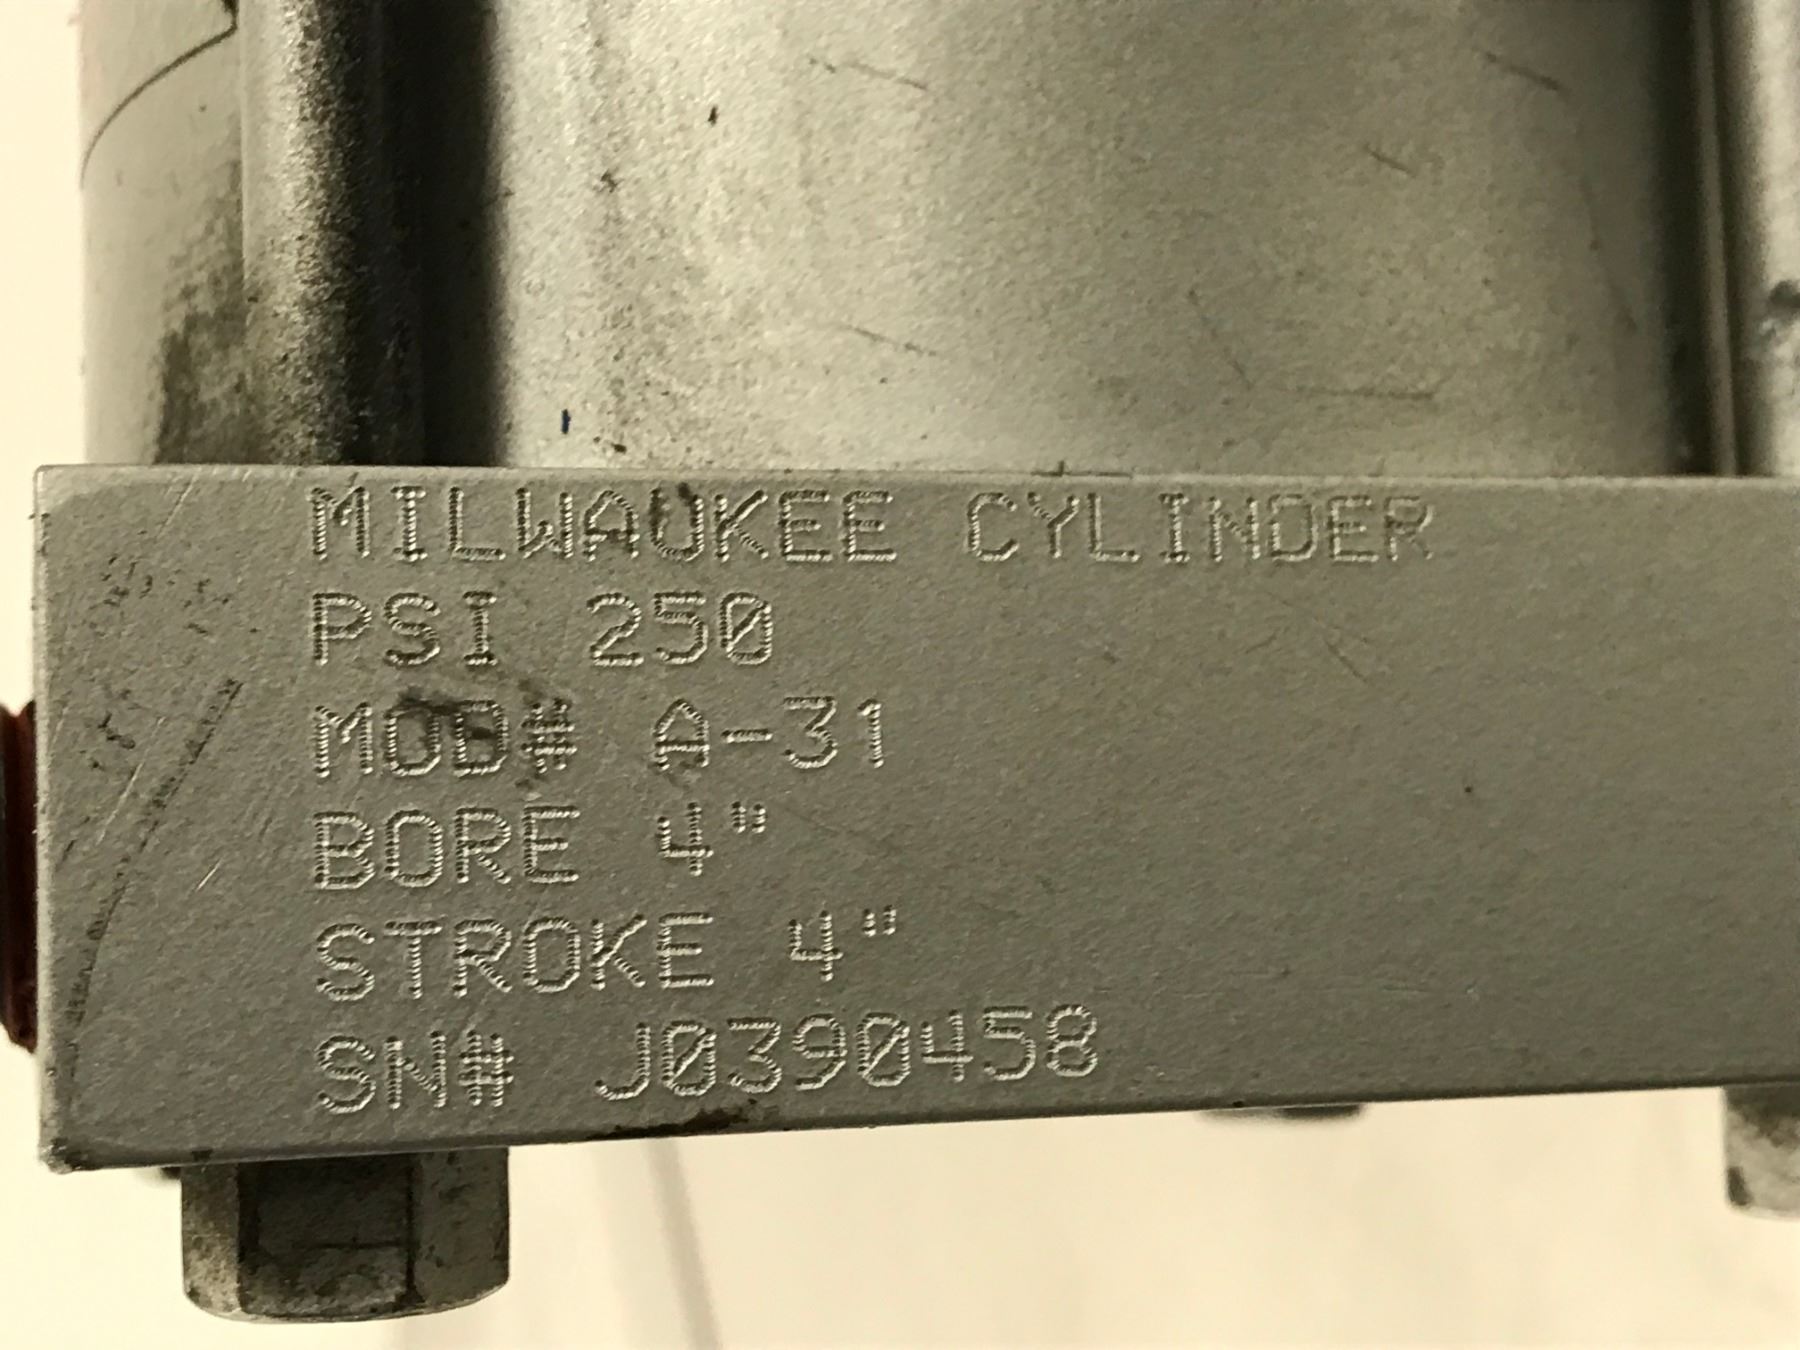 MILWAUKEE CYLINDER
PSI 250
MOD# A-31
BORE 4"
STROKE 4"
SN# J0390458